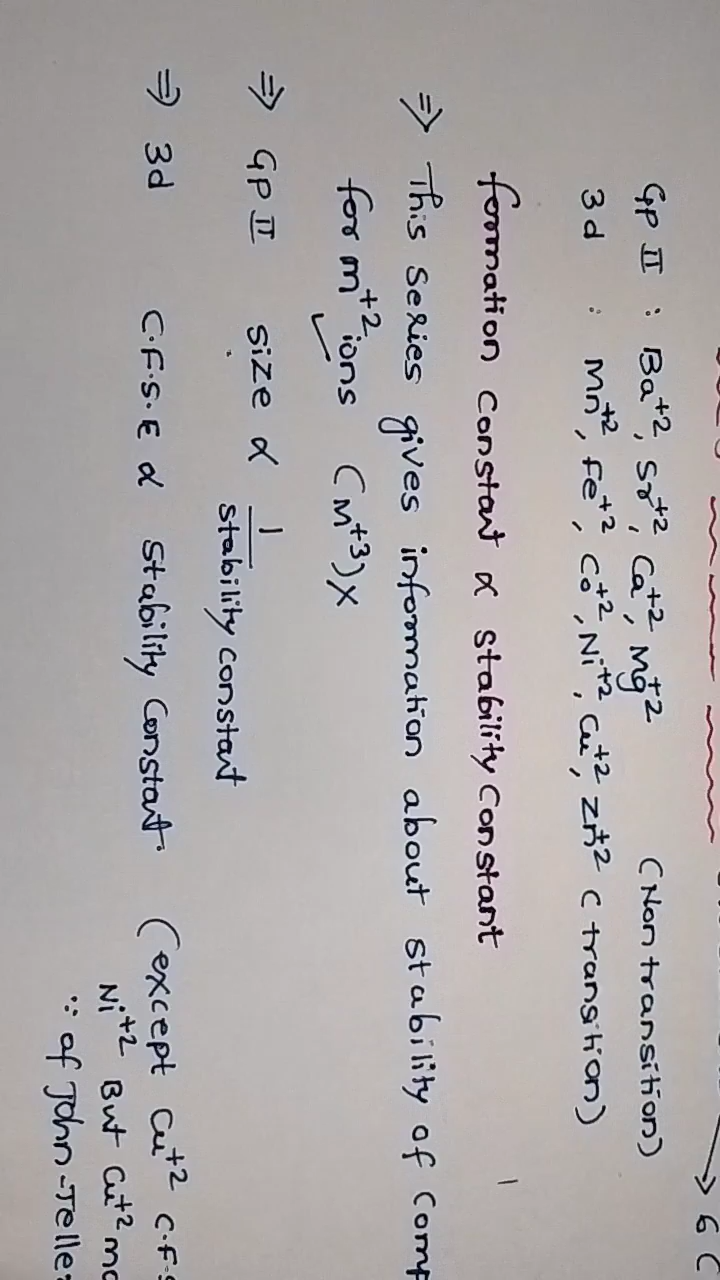 → 6 (
GP II : Ba+2, Sr+2, Ca+2, Mg+2 (Non transition)
3d : Mn+2, Fe+2, Co+2, Ni+2, Cu+2, Zn+2 (transition)
formation constant α stability constant
⇒ This series gives information about stability of comp
for m+2 ions (M+3) x
⇒ GP II size α 1/stability constant
⇒ 3d C.F.S.E α stability constant. (except Cu+2 C.F.S
Ni+2 But Cu+2 mo
∵ of John-Telle